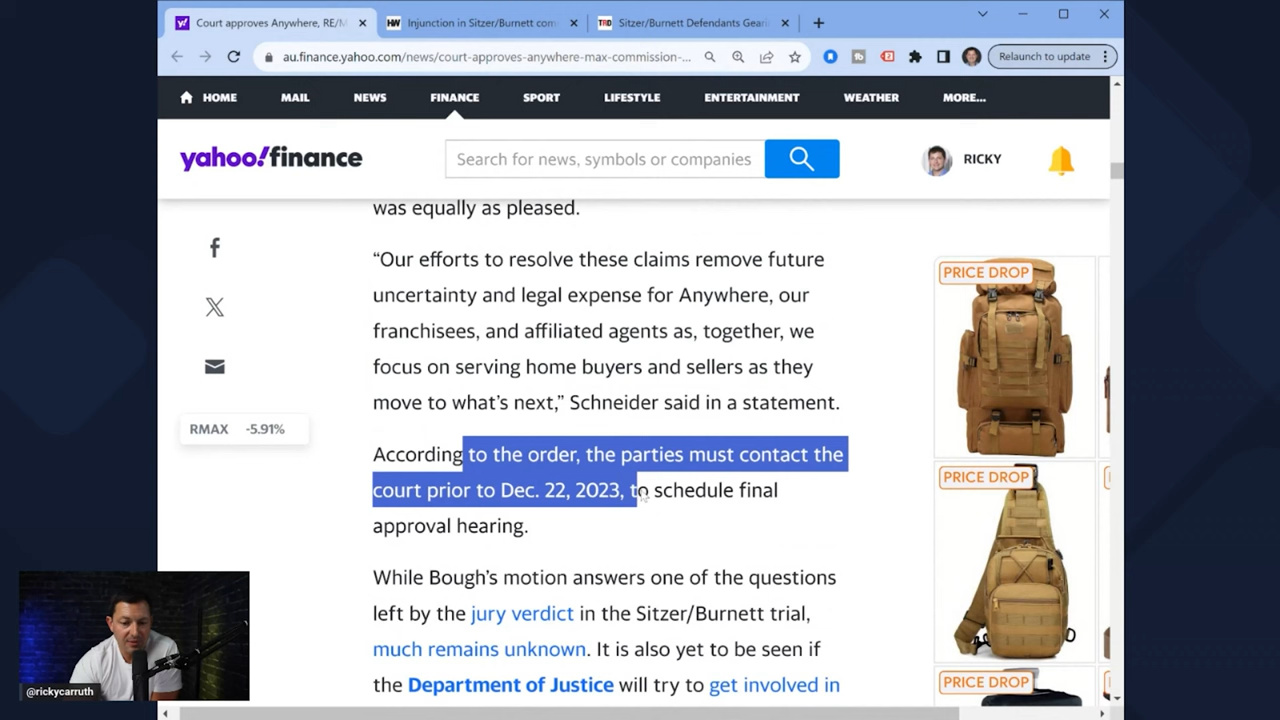 Court approves Anywhere, RE/M
Injunction in Sitzer/Burnett com
Sitzer/Burnett Defendants Geari
au.finance.yahoo.com/news/court-approves-anywhere-max-commission-...
Relaunch to update
HOME MAIL NEWS FINANCE SPORT LIFESTYLE ENTERTAINMENT WEATHER MORE...
yahoo!finance
Search for news, symbols or companies
RICKY
was equally as pleased.
“Our efforts to resolve these claims remove future
uncertainty and legal expense for Anywhere, our
franchisees, and affiliated agents as, together, we
focus on serving home buyers and sellers as they
move to what’s next,” Schneider said in a statement.
RMAX -5.91%
According to the order, the parties must contact the
court prior to Dec. 22, 2023, to schedule final
approval hearing.
While Bough’s motion answers one of the questions
left by the jury verdict in the Sitzer/Burnett trial,
much remains unknown. It is also yet to be seen if
the Department of Justice will try to get involved in
PRICE DROP
PRICE DROP
PRICE DROP
@rickycarruth